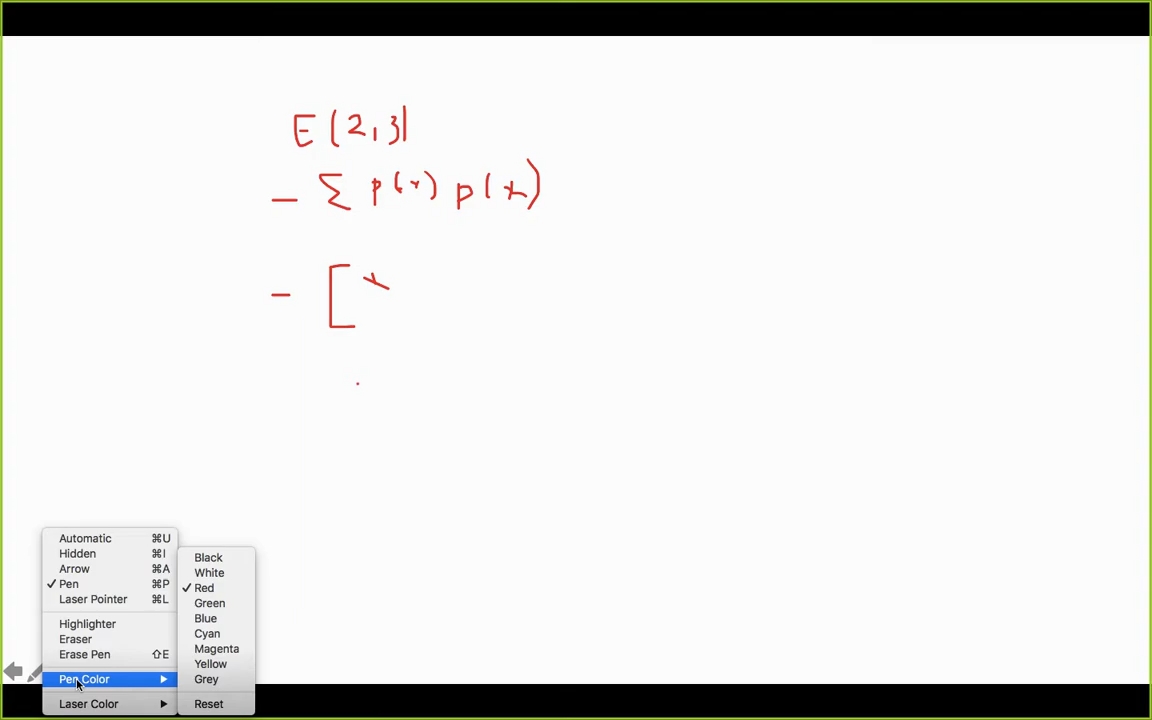 E(2,3)
- Σ p(x) p(x)
- [ x
Automatic ⌘U
Hidden ⌘I
Arrow ⌘A
✓ Pen ⌘P
Laser Pointer ⌘L
Highlighter
Eraser
Erase Pen ⇧E
Pen Color ▶
Laser Color ▶
Black
White
✓ Red
Green
Blue
Cyan
Magenta
Yellow
Grey
Reset